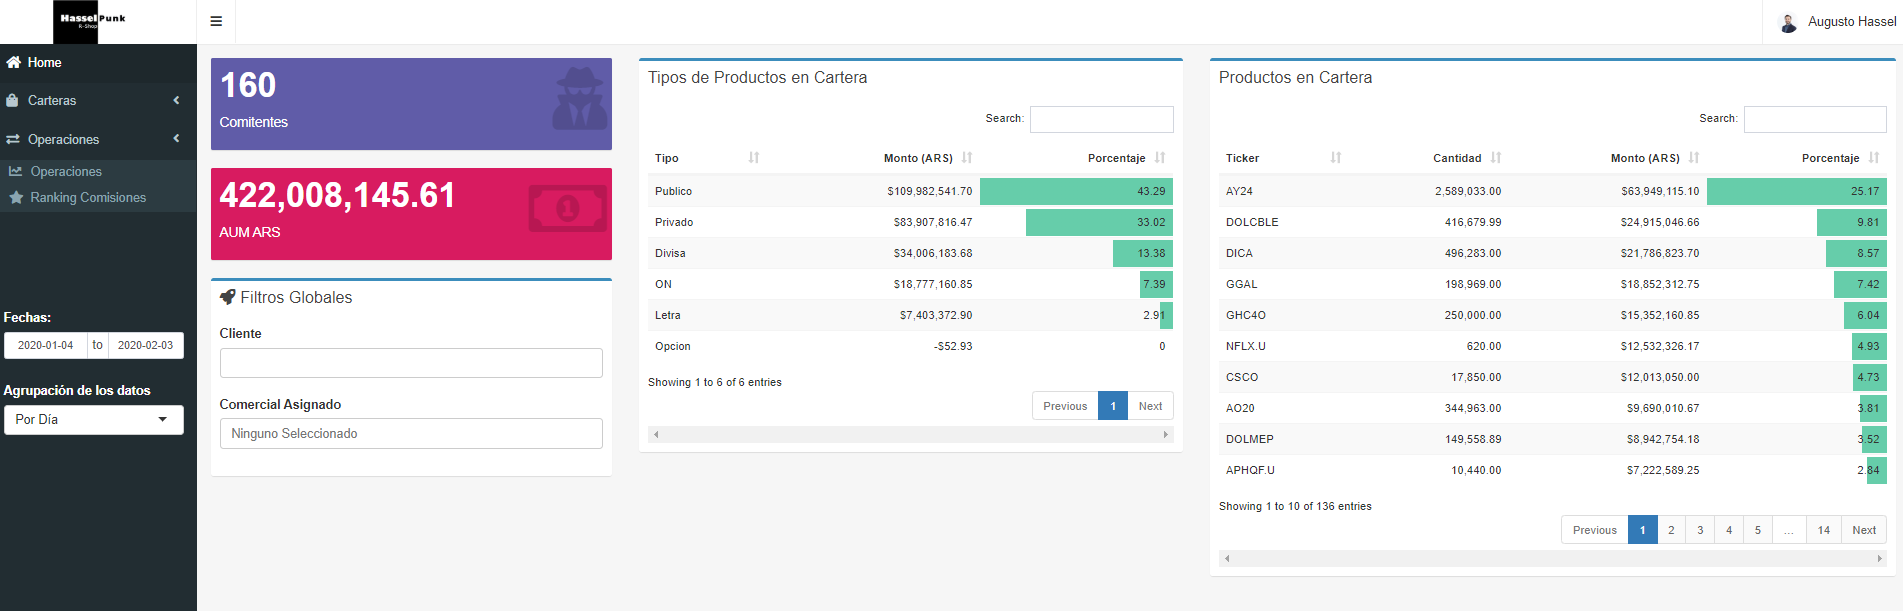 HasselPunk
R-Shop
Augusto Hassel
Home
Carteras
Operaciones
Operaciones
Ranking Comisiones
Fechas:
2020-01-04 to 2020-02-03
Agrupación de los datos
Por Día
160
Comitentes
422,008,145.61
AUM ARS
1
Filtros Globales
Cliente
Comercial Asignado
Ninguno Seleccionado
Tipos de Productos en Cartera
Search:
Tipo Monto (ARS) Porcentaje
Publico $109,982,541.70 43.29
Privado $83,907,816.47 33.02
Divisa $34,006,183.68 13.38
ON $18,777,160.85 7.39
Letra $7,403,372.90 2.91
Opcion -$52.93 0
Showing 1 to 6 of 6 entries
Previous 1 Next
Productos en Cartera
Search:
Ticker Cantidad Monto (ARS) Porcentaje
AY24 2,589,033.00 $63,949,115.10 25.17
DOLCBLE 416,679.99 $24,915,046.66 9.81
DICA 496,283.00 $21,786,823.70 8.57
GGAL 198,969.00 $18,852,312.75 7.42
GHC4O 250,000.00 $15,352,160.85 6.04
NFLX.U 620.00 $12,532,326.17 4.93
CSCO 17,850.00 $12,013,050.00 4.73
AO20 344,963.00 $9,690,010.67 3.81
DOLMEP 149,558.89 $8,942,754.18 3.52
APHQF.U 10,440.00 $7,222,589.25 2.84
Showing 1 to 10 of 136 entries
Previous 1 2 3 4 5 ... 14 Next